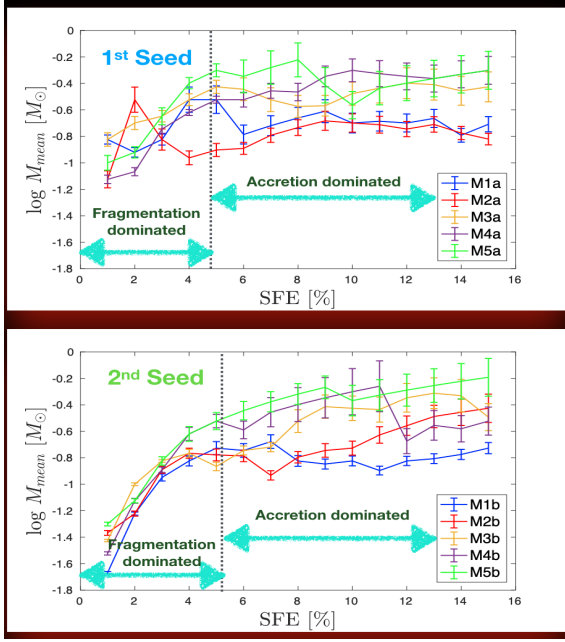 0
-0.2
-0.4
-0.6
-0.8
-1
-1.2
-1.4
-1.6
-1.8
log M_mean [M⊙]
1st Seed
Accretion dominated
Fragmentation
dominated
M1a
M2a
M3a
M4a
M5a
0 2 4 6 8 10 12 14 16
SFE [%]
0
-0.2
-0.4
-0.6
-0.8
-1
-1.2
-1.4
-1.6
-1.8
log M_mean [M⊙]
2nd Seed
Accretion dominated
Fragmentation
dominated
M1b
M2b
M3b
M4b
M5b
0 2 4 6 8 10 12 14 16
SFE [%]